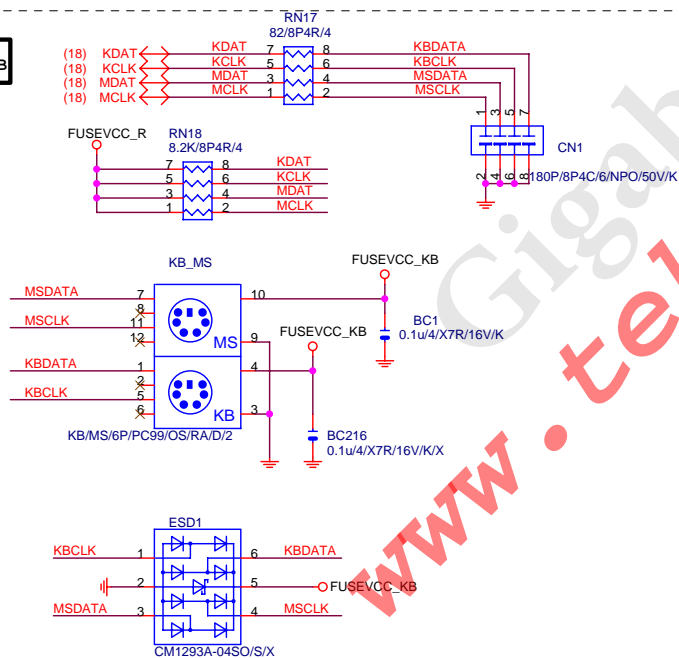 RN17
82/8P4R/4
B
(18) KDAT KDAT 7 8 KBDATA
(18) KCLK KCLK 5 6 KBCLK
(18) MDAT MDAT 3 4 MSDATA
(18) MCLK MCLK 1 2 MSCLK
FUSEVCC_R
RN18
8.2K/8P4R/4
1 3 5 7
CN1
2 4 6 8
180P/8P4C/6/NPO/50V/K
7 8 KDAT
5 6 KCLK
3 4 MDAT
1 2 MCLK
Gigab
KB_MS
FUSEVCC_KB
MSDATA 7 10
8
MSCLK 11 9
12 MS
BC1
0.1u/4/X7R/16V/K
FUSEVCC_KB
KBDATA 1 4
2
KBCLK 5
6 KB 3
KB/MS/6P/PC99/OS/RA/D/2
BC216
0.1u/4/X7R/16V/K/X
ESD1
KBCLK 1 6 KBDATA
2 5 FUSEVCC_KB
MSDATA 3 4 MSCLK
CM1293A-04SO/S/X
www.te